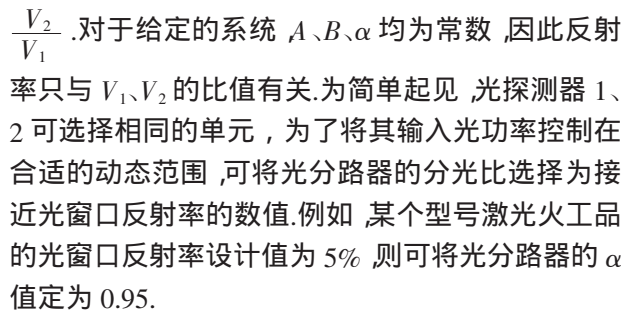 V₂/V₁ .对于给定的系统,A、B、α 均为常数,因此反射
率只与 V₁、V₂ 的比值有关.为简单起见,光探测器 1、
2 可选择相同的单元，为了将其输入光功率控制在
合适的动态范围,可将光分路器的分光比选择为接
近光窗口反射率的数值.例如,某个型号激光火工品
的光窗口反射率设计值为 5%,则可将光分路器的 α
值定为 0.95.